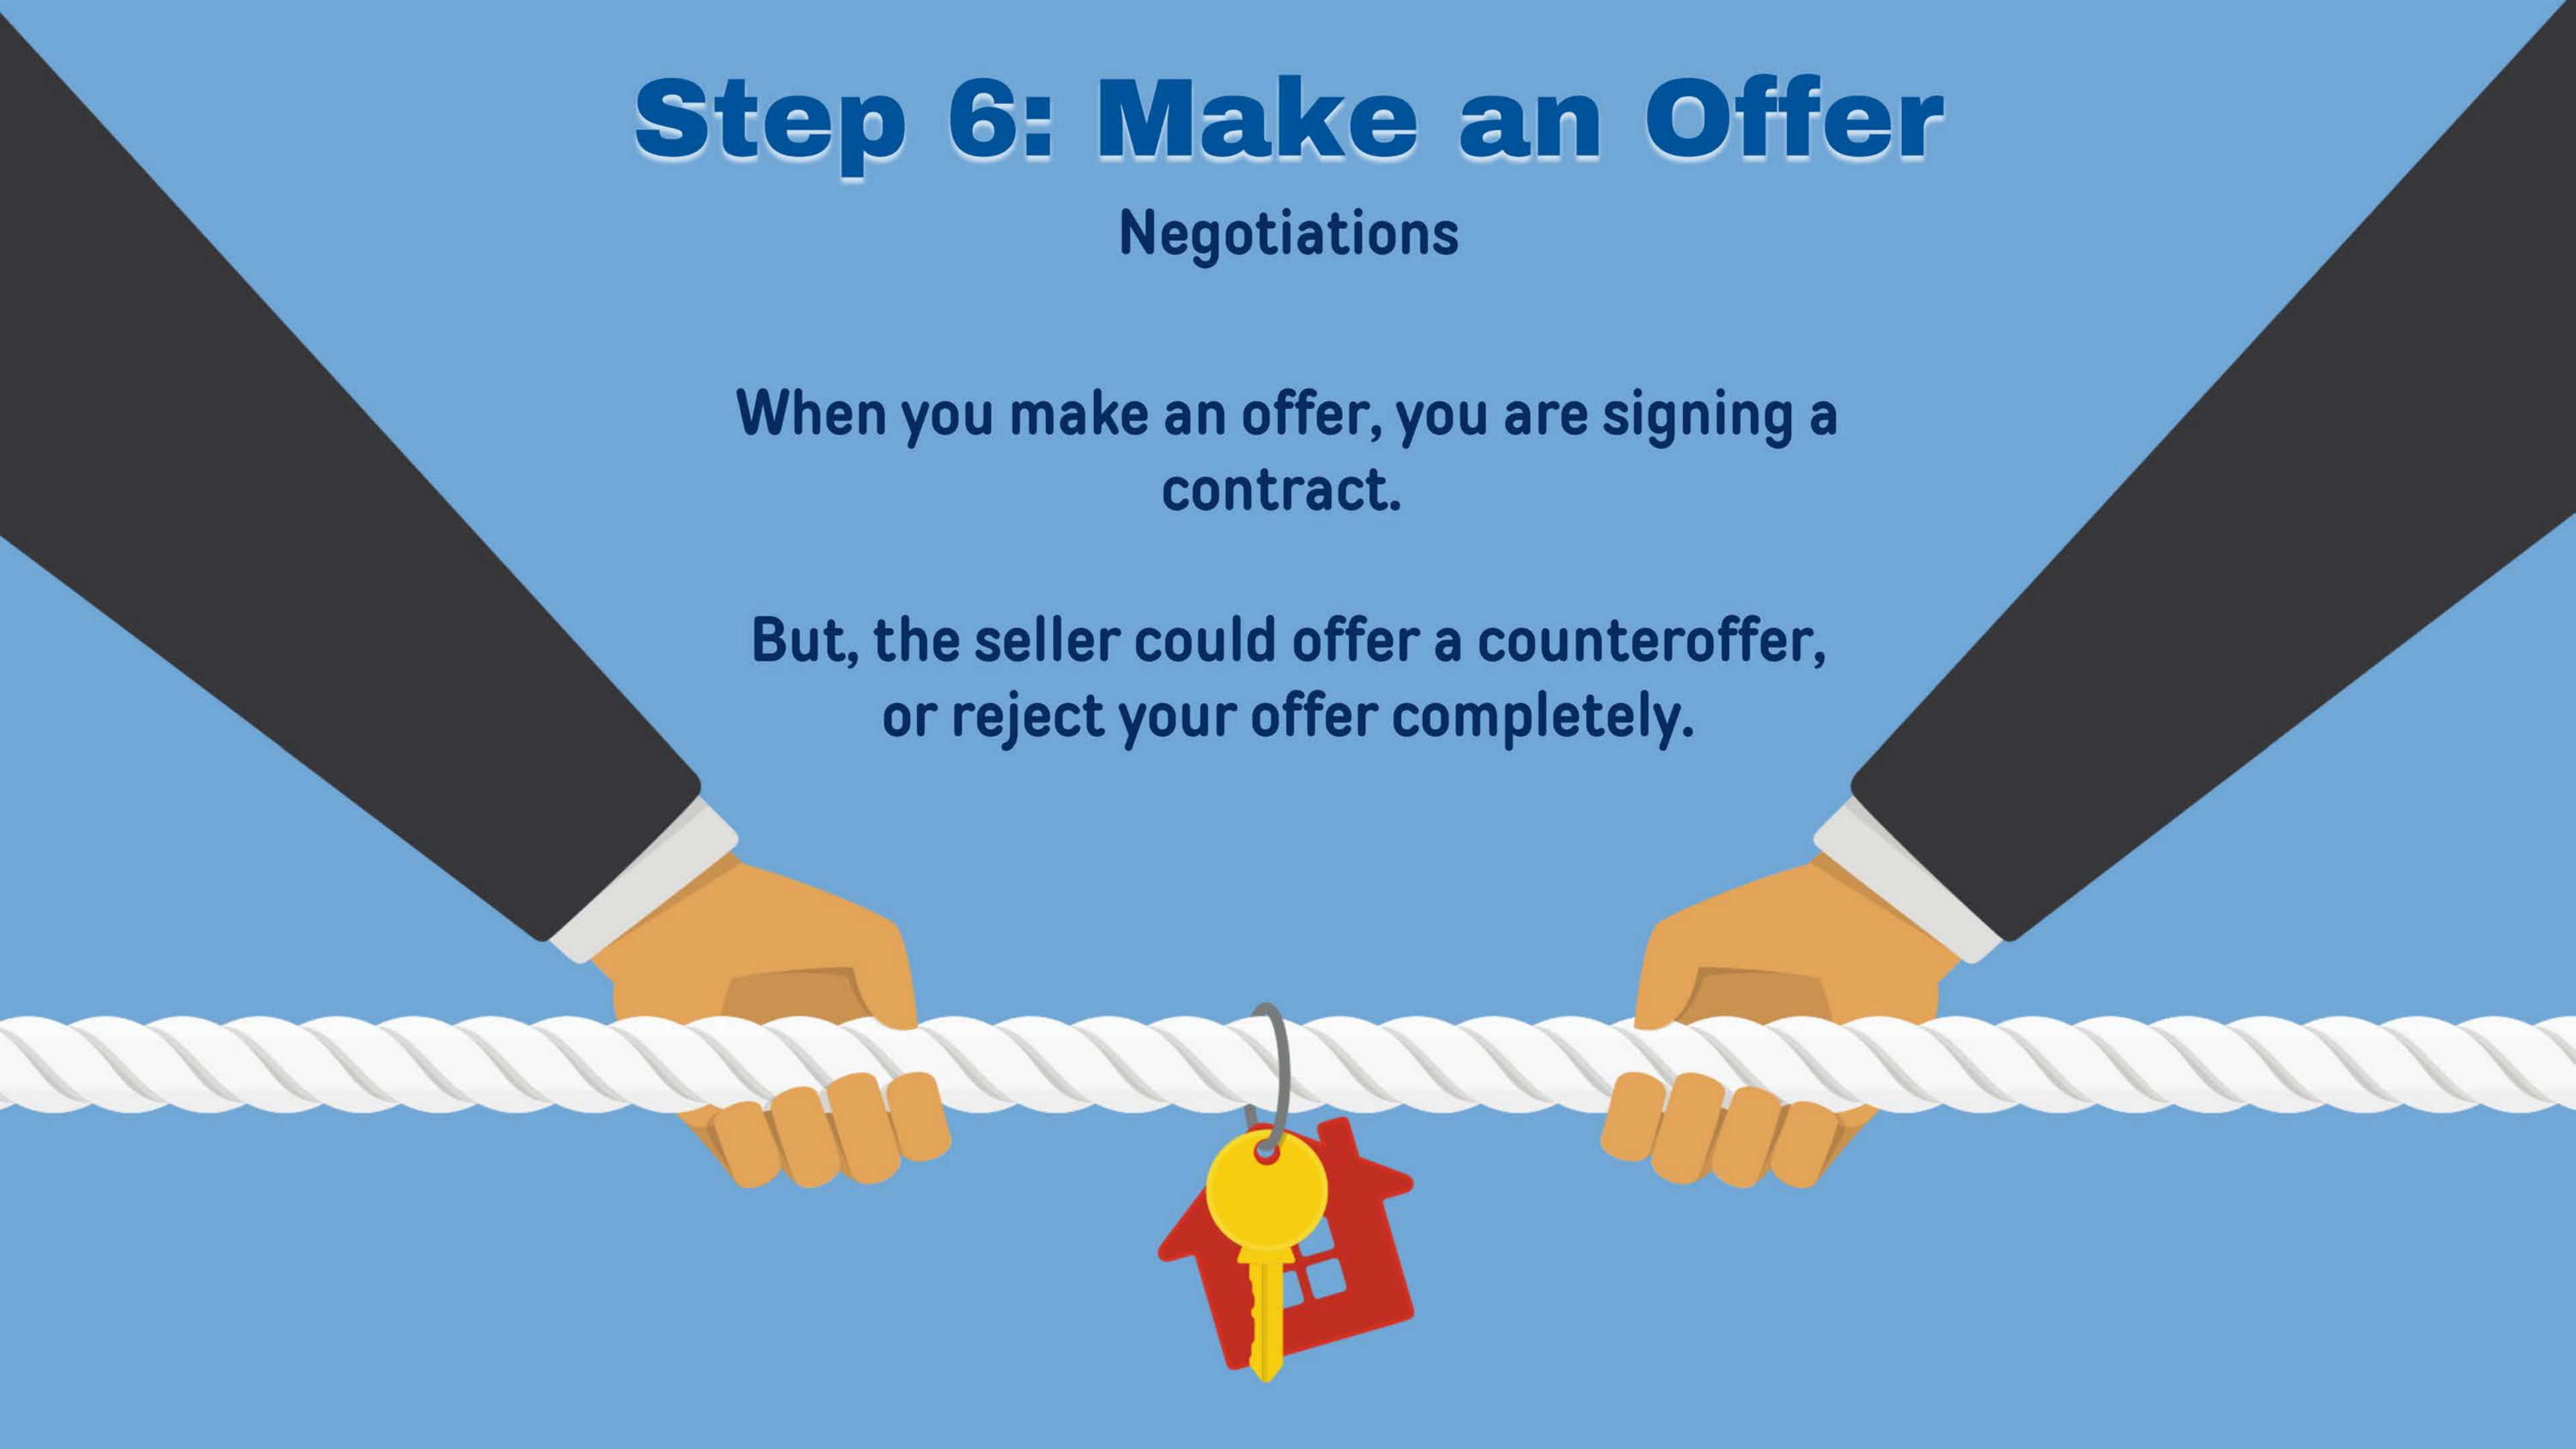 Step 6: Make an Offer
Negotiations
When you make an offer, you are signing a
contract.
But, the seller could offer a counteroffer,
or reject your offer completely.